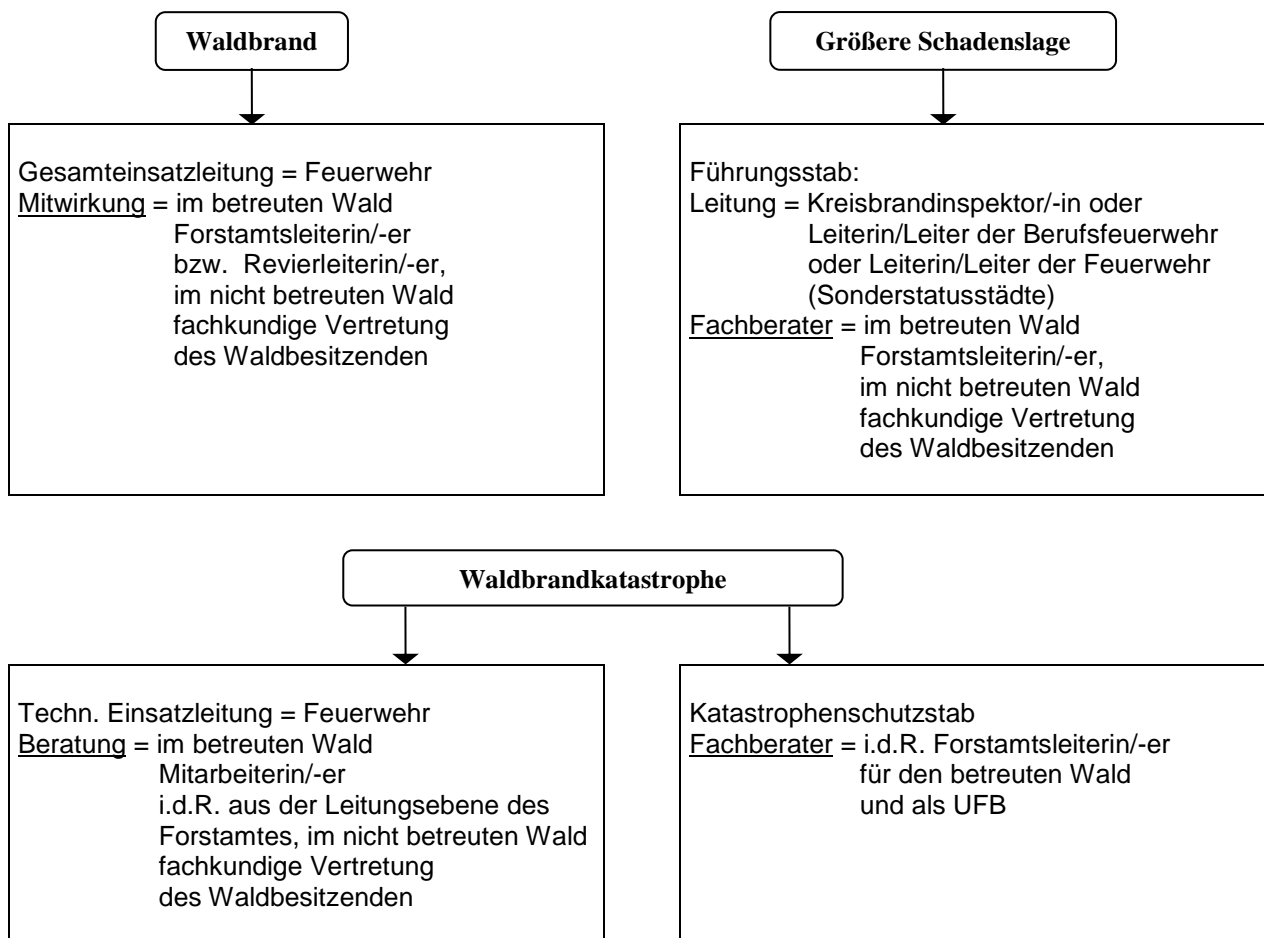 Waldbrand
Gesamteinsatzleitung = Feuerwehr
Mitwirkung = im betreuten Wald
Forstamtsleiterin/-er
bzw. Revierleiterin/-er,
im nicht betreuten Wald
fachkundige Vertretung
des Waldbesitzenden
Größere Schadenslage
Führungsstab:
Leitung = Kreisbrandinspektor/-in oder
Leiterin/Leiter der Berufsfeuerwehr
oder Leiterin/Leiter der Feuerwehr
(Sonderstatusstädte)
Fachberater = im betreuten Wald
Forstamtsleiterin/-er,
im nicht betreuten Wald
fachkundige Vertretung
des Waldbesitzenden
Waldbrandkatastrophe
Techn. Einsatzleitung = Feuerwehr
Beratung = im betreuten Wald
Mitarbeiterin/-er
i.d.R. aus der Leitungsebene des
Forstamtes, im nicht betreuten Wald
fachkundige Vertretung
des Waldbesitzenden
Katastrophenschutzstab
Fachberater = i.d.R. Forstamtsleiterin/-er
für den betreuten Wald
und als UFB